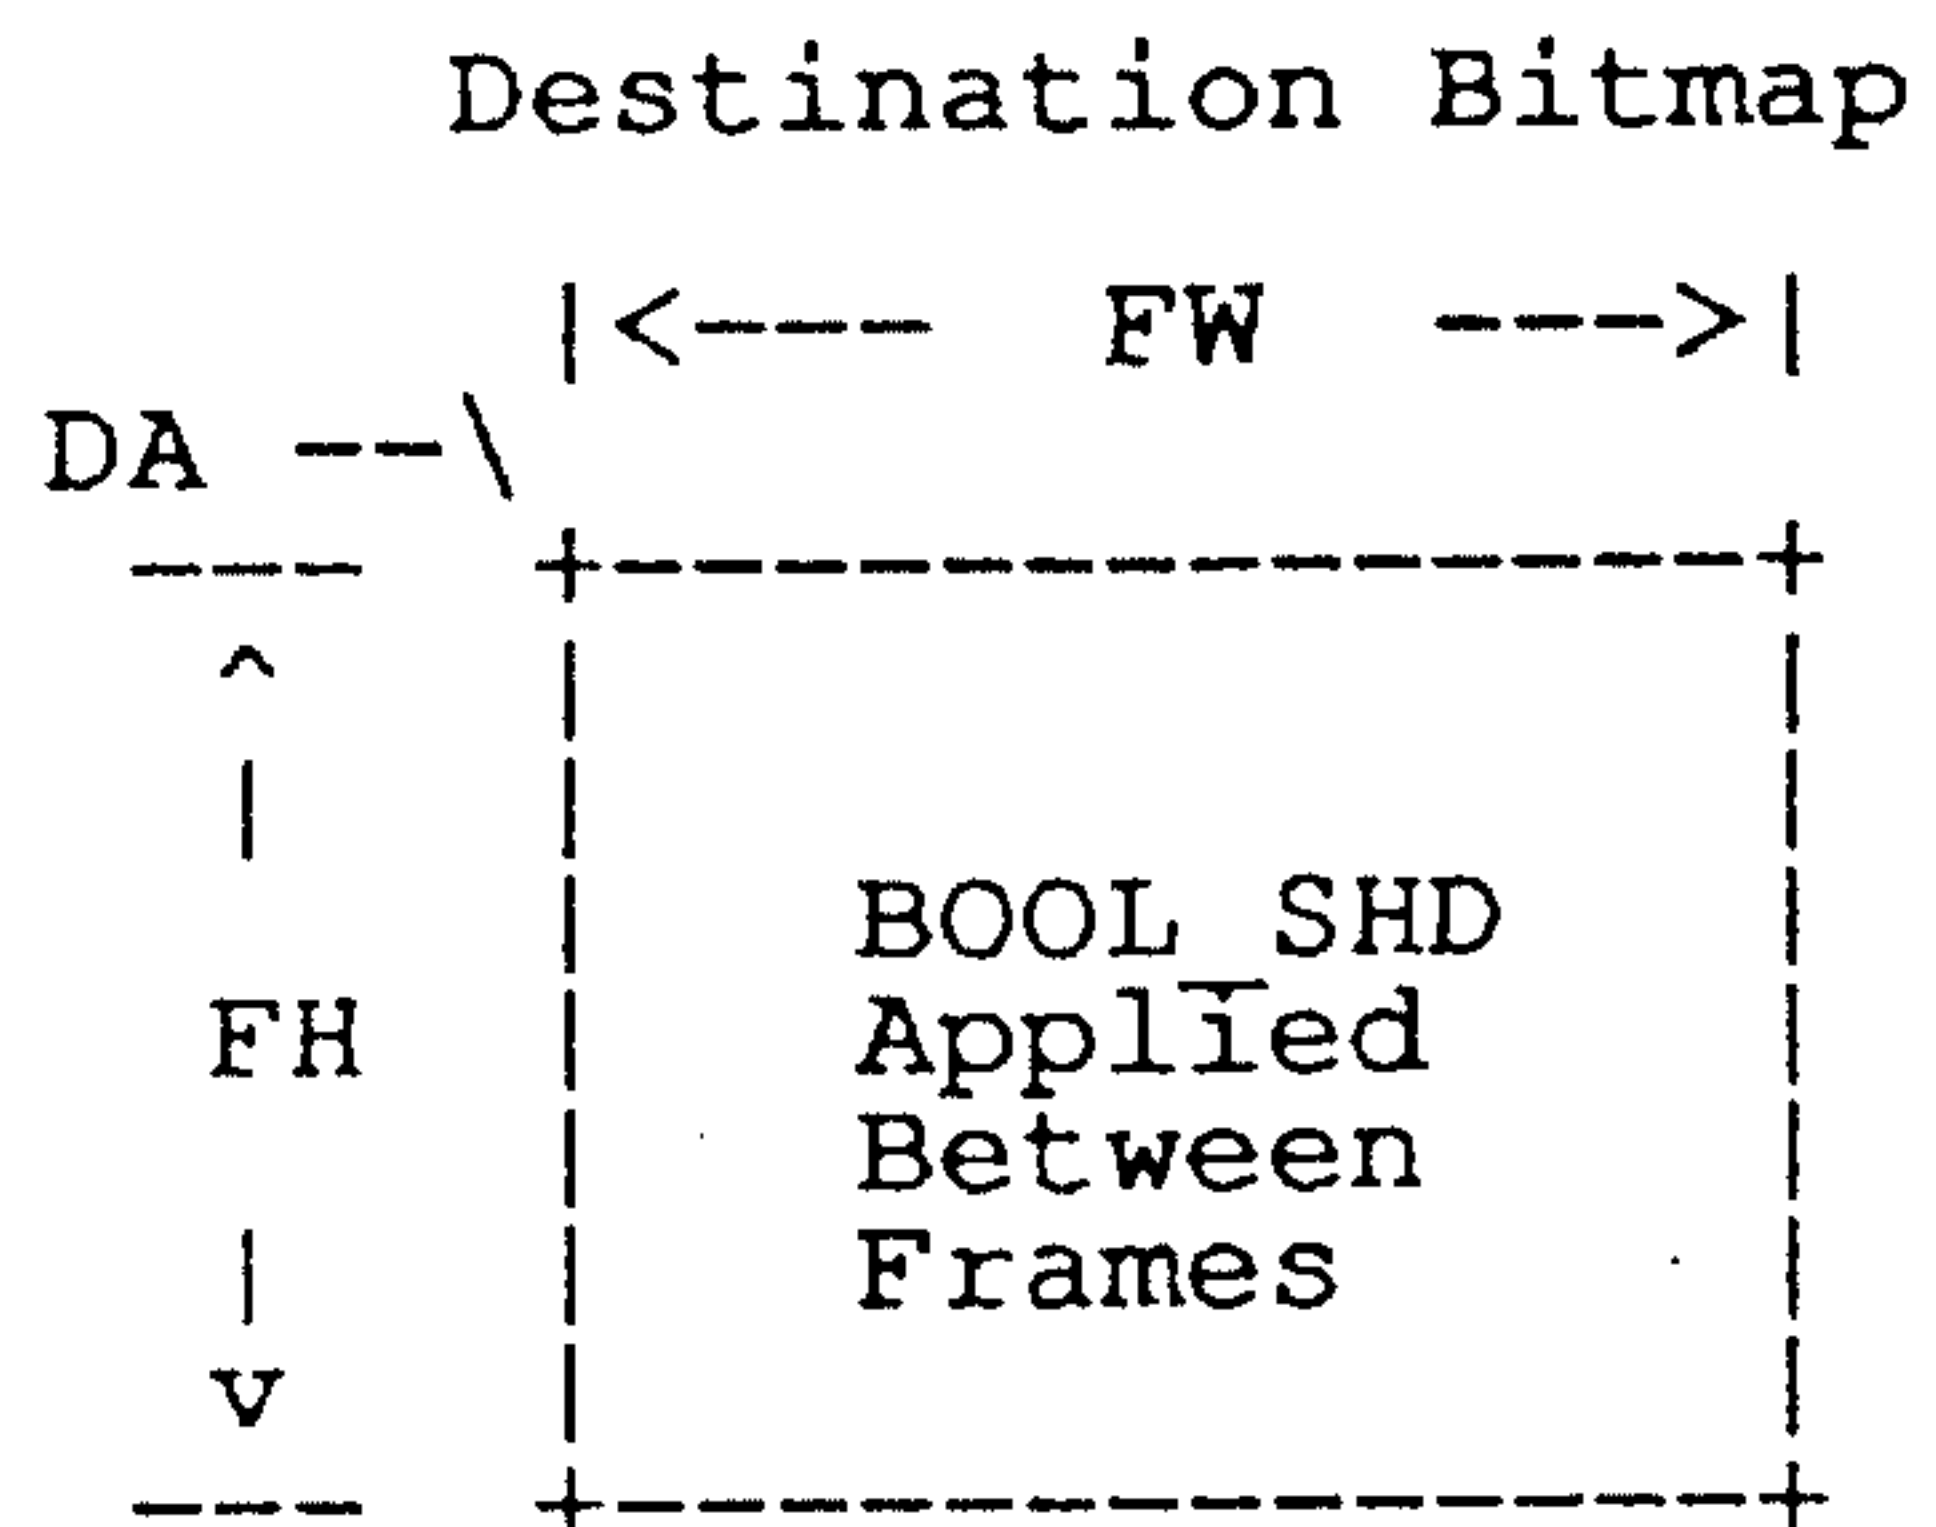 Destination Bitmap
|<--- FW --->|
DA --\
--- +--------------+
^ | |
| | |
| BOOL_SHD |
FH | Applied |
| Between |
| | Frames |
v | |
--- +--------------+